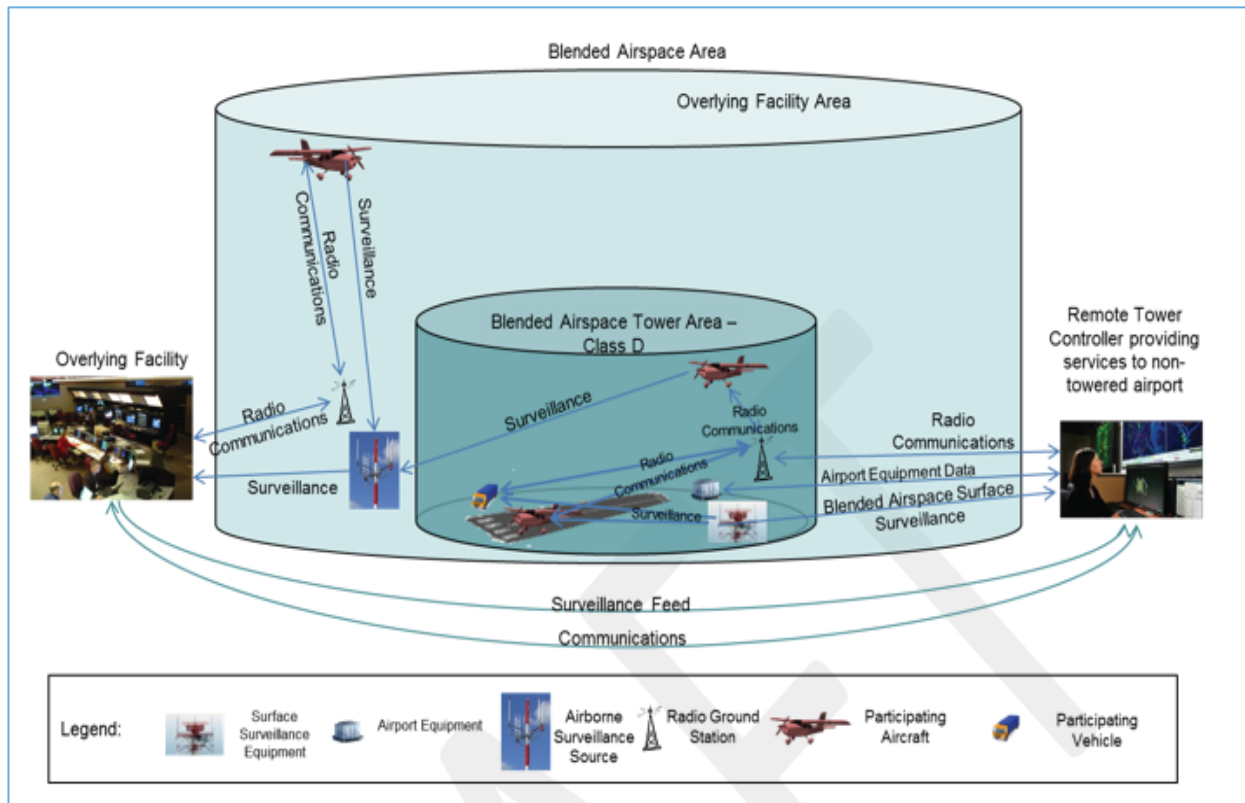 Blended Airspace Area
Overlying Facility Area
Radio
Communications
Surveillance
Blended Airspace Tower Area –
Class D
Overlying Facility
Remote Tower
Controller providing
services to non-
towered airport
Surveillance
Radio
Communications
Radio
Communications
Radio
Communications
Radio
Communications
Airport Equipment Data
Surveillance
Surveillance
Blended Airspace Surface
Surveillance
Surveillance Feed
Communications
Legend:
Surface
Surveillance
Equipment
Airport Equipment
Airborne
Surveillance
Source
Radio Ground
Station
Participating
Aircraft
Participating
Vehicle